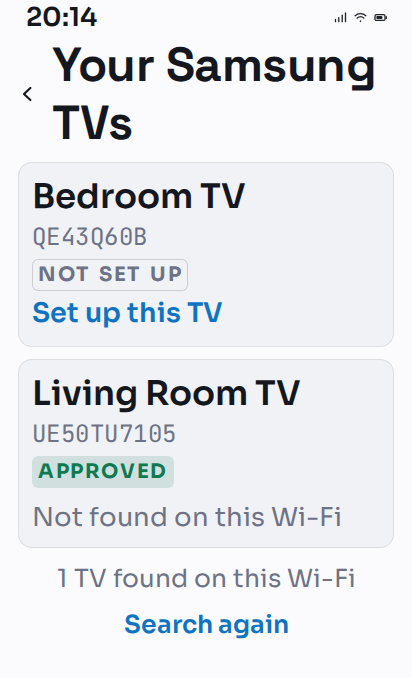 20:14
Your Samsung
TVs
Bedroom TV
QE43Q60B
NOT SET UP
Set up this TV
Living Room TV
UE50TU7105
APPROVED
Not found on this Wi-Fi
1 TV found on this Wi-Fi
Search again